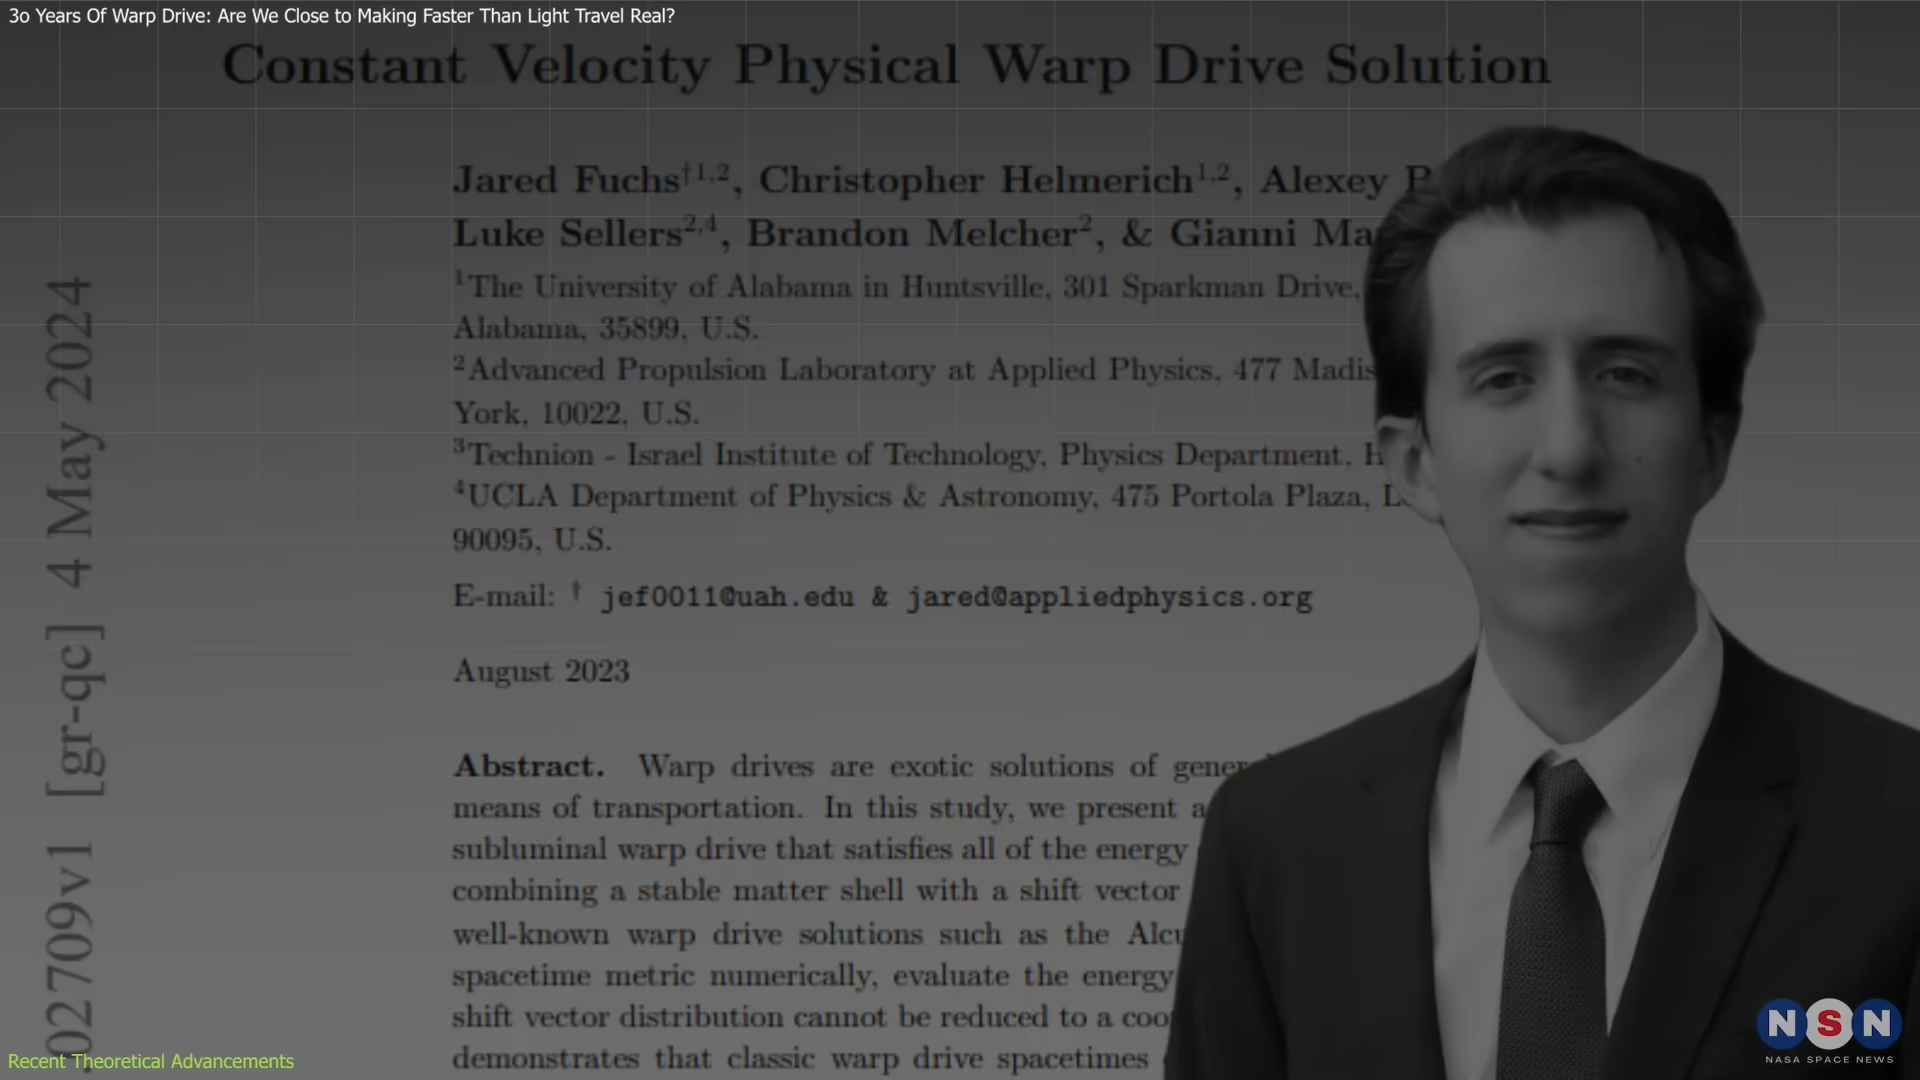 3o Years Of Warp Drive: Are We Close to Making Faster Than Light Travel Real?
Constant Velocity Physical Warp Drive Solution
Jared Fuchs†1,2, Christopher Helmerich1,2, Alexey
Luke Sellers2,4, Brandon Melcher2, & Gianni
1The University of Alabama in Huntsville, 301 Sparkman Drive,
Alabama, 35899, U.S.
2Advanced Propulsion Laboratory at Applied Physics, 477
York, 10022, U.S.
3Technion - Israel Institute of Technology, Physics Department,
4UCLA Department of Physics & Astronomy, 475 Portola Plaza,
90095, U.S.
E-mail: † jef0011@uah.edu & jared@appliedphysics.org
August 2023
Abstract. Warp drives are exotic solutions of
means of transportation. In this study, we present a
subluminal warp drive that satisfies all of the energy
combining a stable matter shell with a shift vector
well-known warp drive solutions such as the
spacetime metric numerically, evaluate the energy
shift vector distribution cannot be reduced to a
demonstrates that classic warp drive spacetimes
02709v1 [gr-qc] 4 May 2024
Recent Theoretical Advancements
NSN
NASA SPACE NEWS